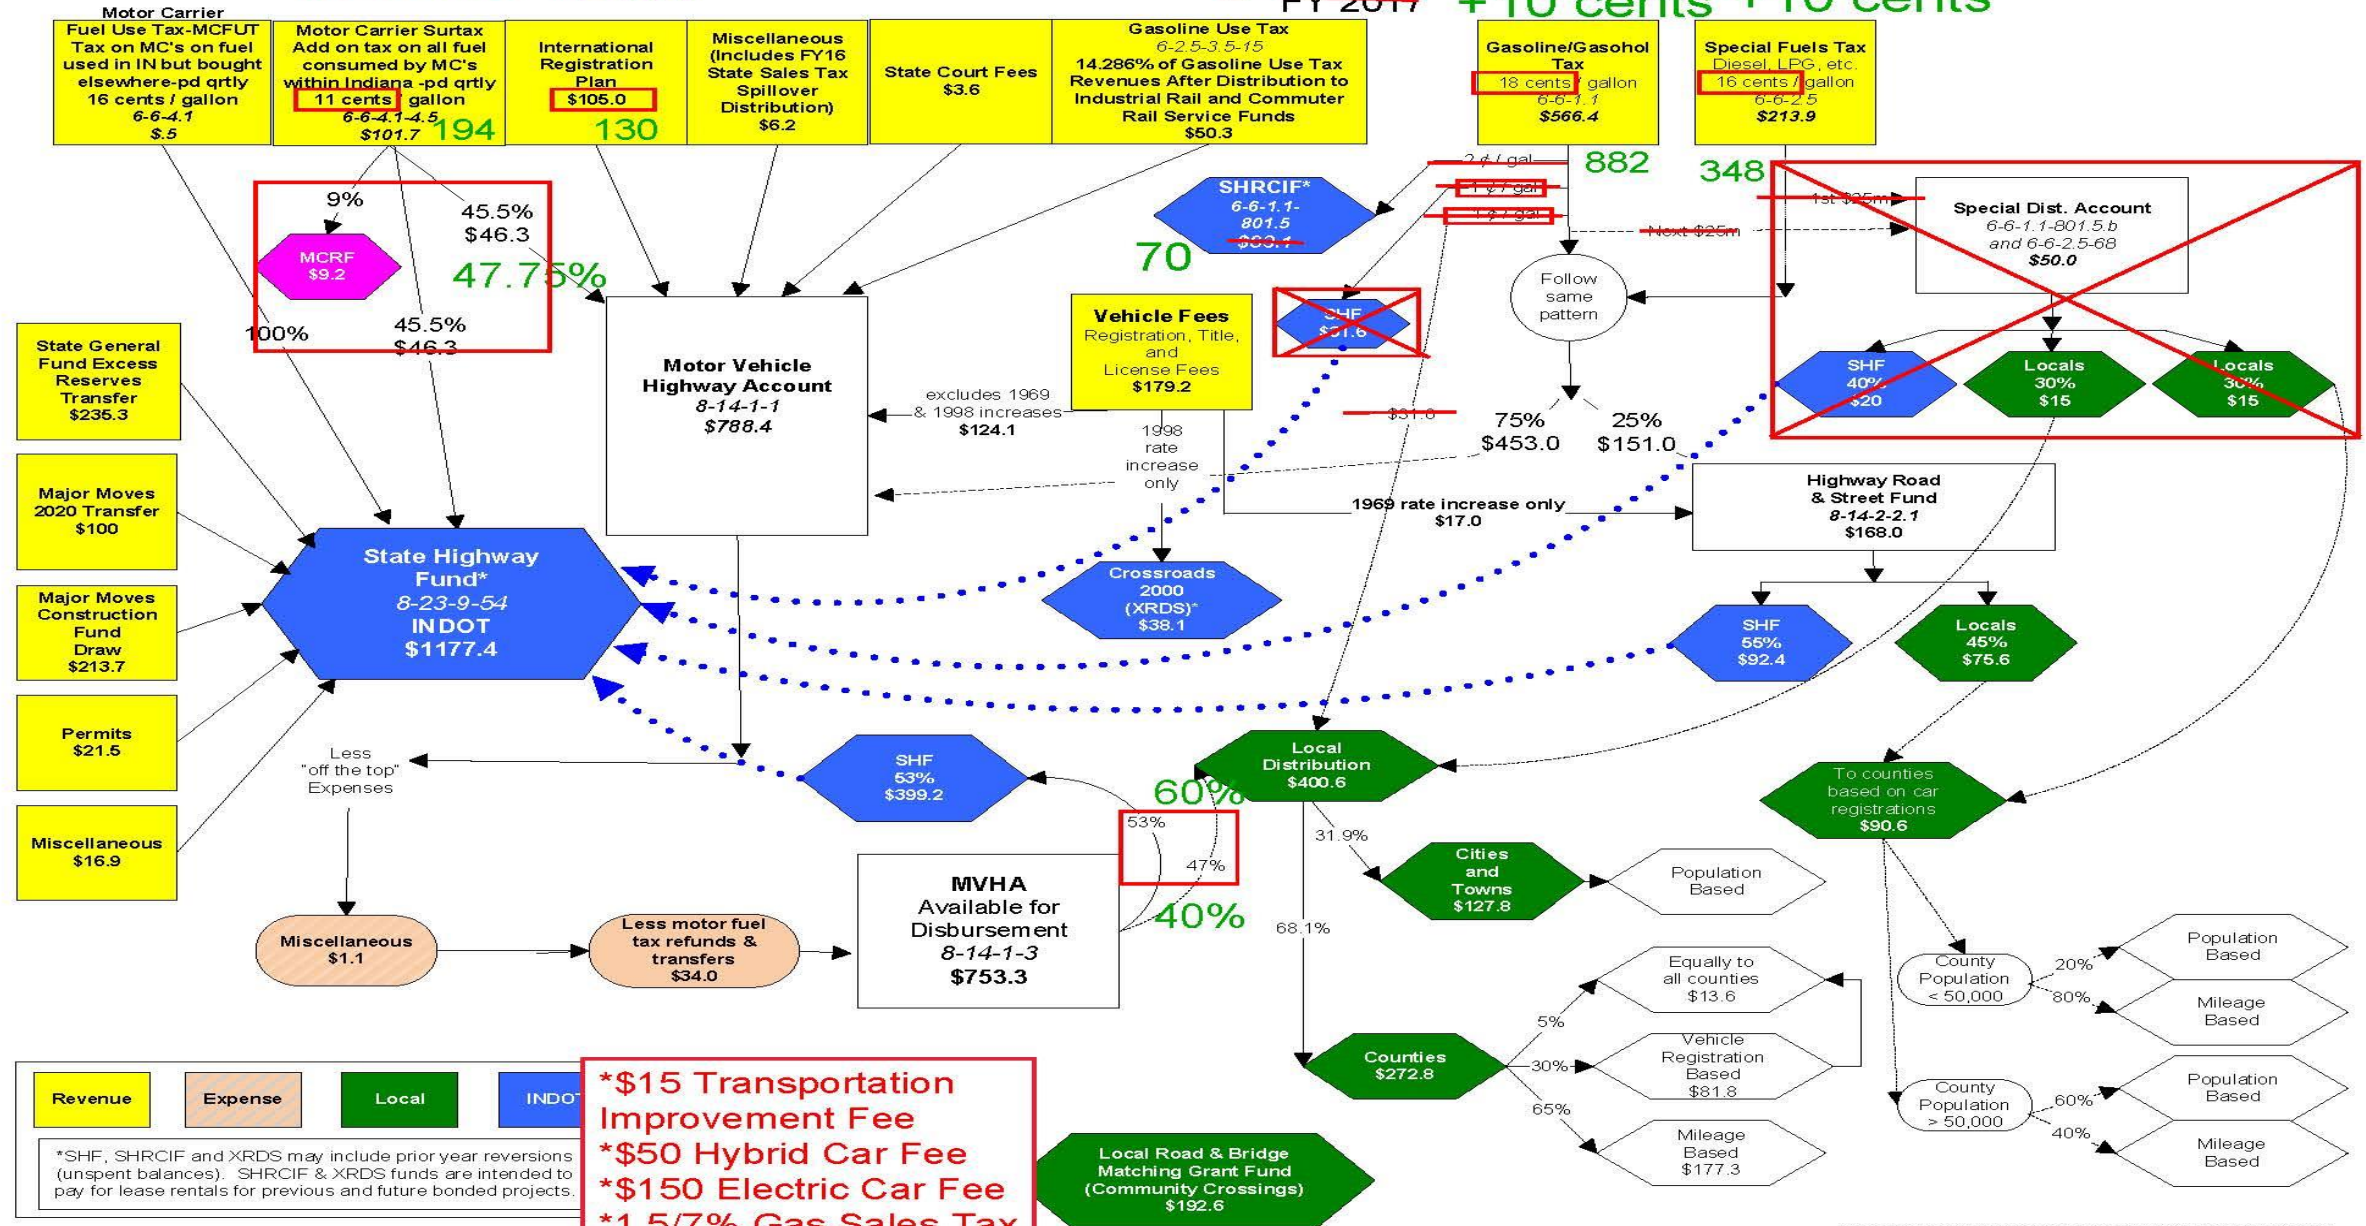 FY 2017
+ 10 cents
+ 10 cents
Motor Carrier
Fuel Use Tax-MCFUT
Tax on MC's on fuel
used in IN but bought
elsewhere-pd qrtly
16 cents / gallon
6-6-4.1
$.5
Motor Carrier Surtax
Add on tax on all fuel
consumed by MC's
within Indiana -pd qrtly
11 cents / gallon
6-6-4.1-4.5
$101.7
194
International
Registration
Plan
$105.0
130
Miscellaneous
(Includes FY16
State Sales Tax
Spillover
Distribution)
$6.2
State Court Fees
$3.6
Gasoline Use Tax
6-2.5-3.5-15
14.286% of Gasoline Use Tax
Revenues After Distribution to
Industrial Rail and Commuter
Rail Service Funds
$50.3
Gasoline/Gasohol
Tax
18 cents / gallon
6-6-1.1
$566.4
882
Special Fuels Tax
Diesel, LPG, etc.
16 cents / gallon
6-6-2.5
$213.9
348
9%
MCRF
$9.2
45.5%
$46.3
47.75%
45.5%
$46.3
100%
SHRCIF*
6-6-1.1-
801.5
70
2 ¢ / gal
1 ¢ / gal
1 ¢ / gal
1st $25m
Next $25m
Special Dist. Account
6-6-1.1-801.5.b
and 6-6-2.5-68
$50.0
SHF
40%
$20
Locals
30%
$15
Locals
30%
$15
Follow
same
pattern
75%
$453.0
25%
$151.0
SHF
$31.6
$31.6
Vehicle Fees
Registration, Title,
and
License Fees
$179.2
excludes 1969
& 1998 increases
$124.1
1998
rate
increase
only
1969 rate increase only
$17.0
Motor Vehicle
Highway Account
8-14-1-1
$788.4
State General
Fund Excess
Reserves
Transfer
$235.3
Major Moves
2020 Transfer
$100
Major Moves
Construction
Fund
Draw
$213.7
Permits
$21.5
Miscellaneous
$16.9
State Highway
Fund*
8-23-9-54
INDOT
$1177.4
Crossroads
2000
(XRDS)*
$38.1
Highway Road
& Street Fund
8-14-2-2.1
$168.0
SHF
55%
$92.4
Locals
45%
$75.6
Less
"off the top"
Expenses
SHF
53%
$399.2
60%
53%
47%
40%
Local
Distribution
$400.6
31.9%
68.1%
Cities
and
Towns
$127.8
Population
Based
To counties
based on car
registrations
$90.6
Miscellaneous
$1.1
Less motor fuel
tax refunds &
transfers
$34.0
MVHA
Available for
Disbursement
8-14-1-3
$753.3
Counties
$272.8
5%
30%
65%
Equally to
all counties
$13.6
Vehicle
Registration
Based
$81.8
Mileage
Based
$177.3
County
Population
< 50,000
20%
80%
Population
Based
Mileage
Based
County
Population
> 50,000
60%
40%
Population
Based
Mileage
Based
Revenue
Expense
Local
INDOT
*SHF, SHRCIF and XRDS may include prior year reversions
(unspent balances). SHRCIF & XRDS funds are intended to
pay for lease rentals for previous and future bonded projects.
*$15 Transportation
Improvement Fee
*$50 Hybrid Car Fee
*$150 Electric Car Fee
*1.5/7% Gas Sales Tax
Local Road & Bridge
Matching Grant Fund
(Community Crossings)
$192.6